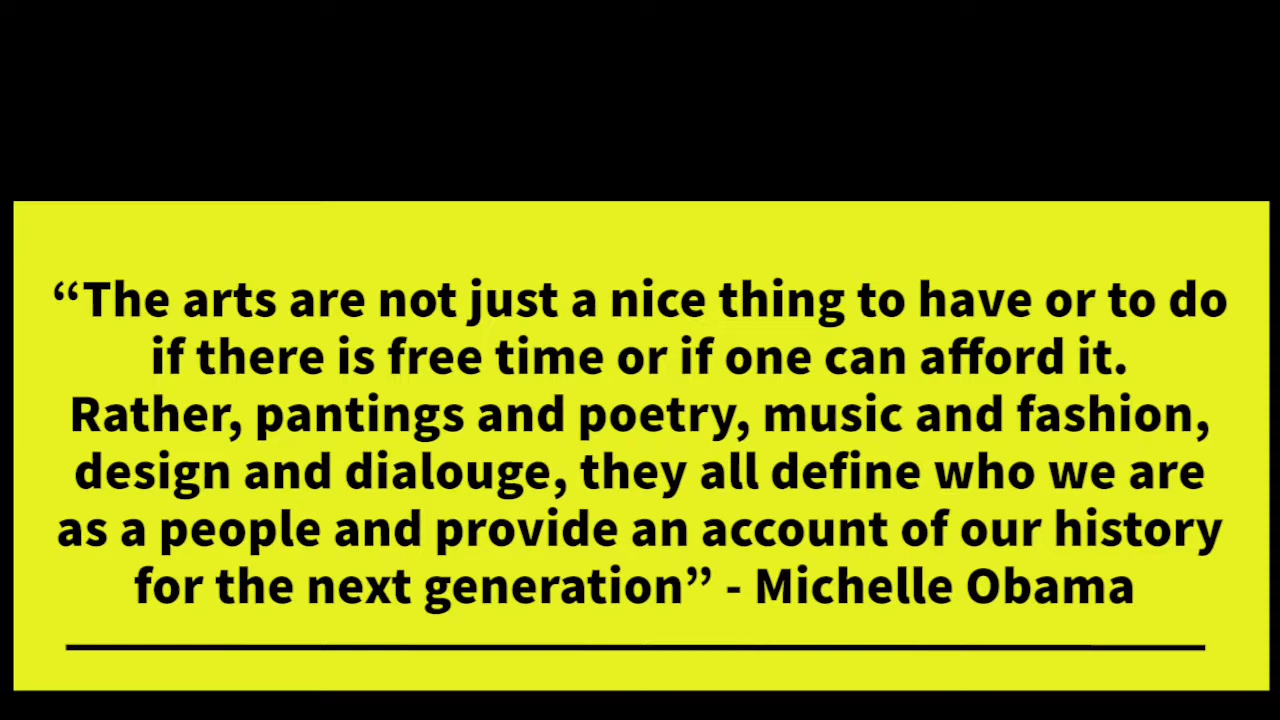 “The arts are not just a nice thing to have or to do
if there is free time or if one can afford it.
Rather, pantings and poetry, music and fashion,
design and dialouge, they all define who we are
as a people and provide an account of our history
for the next generation” - Michelle Obama